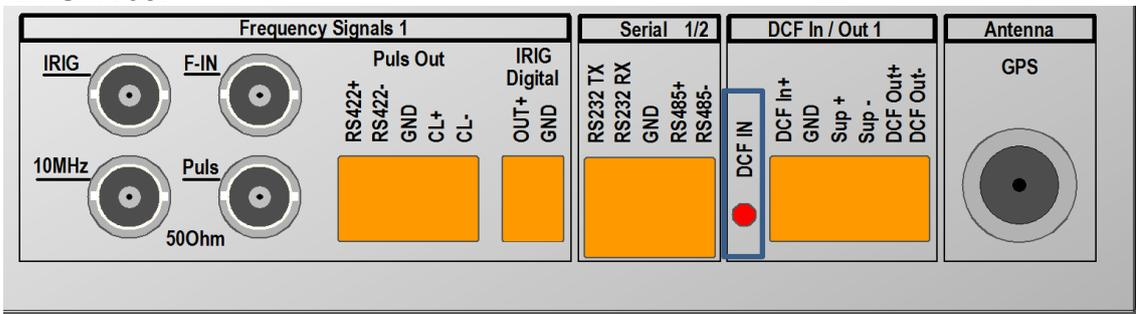 Frequency Signals 1
IRIG
F-IN
10MHz
Puls
50Ohm
Puls Out
RS422+
RS422-
GND
CL+
CL-
IRIG
Digital
OUT+
GND
Serial 1/2
RS232 TX
RS232 RX
GND
RS485+
RS485-
DCF In / Out 1
DCF IN
DCF In+
GND
Sup +
Sup -
DCF Out+
DCF Out-
Antenna
GPS